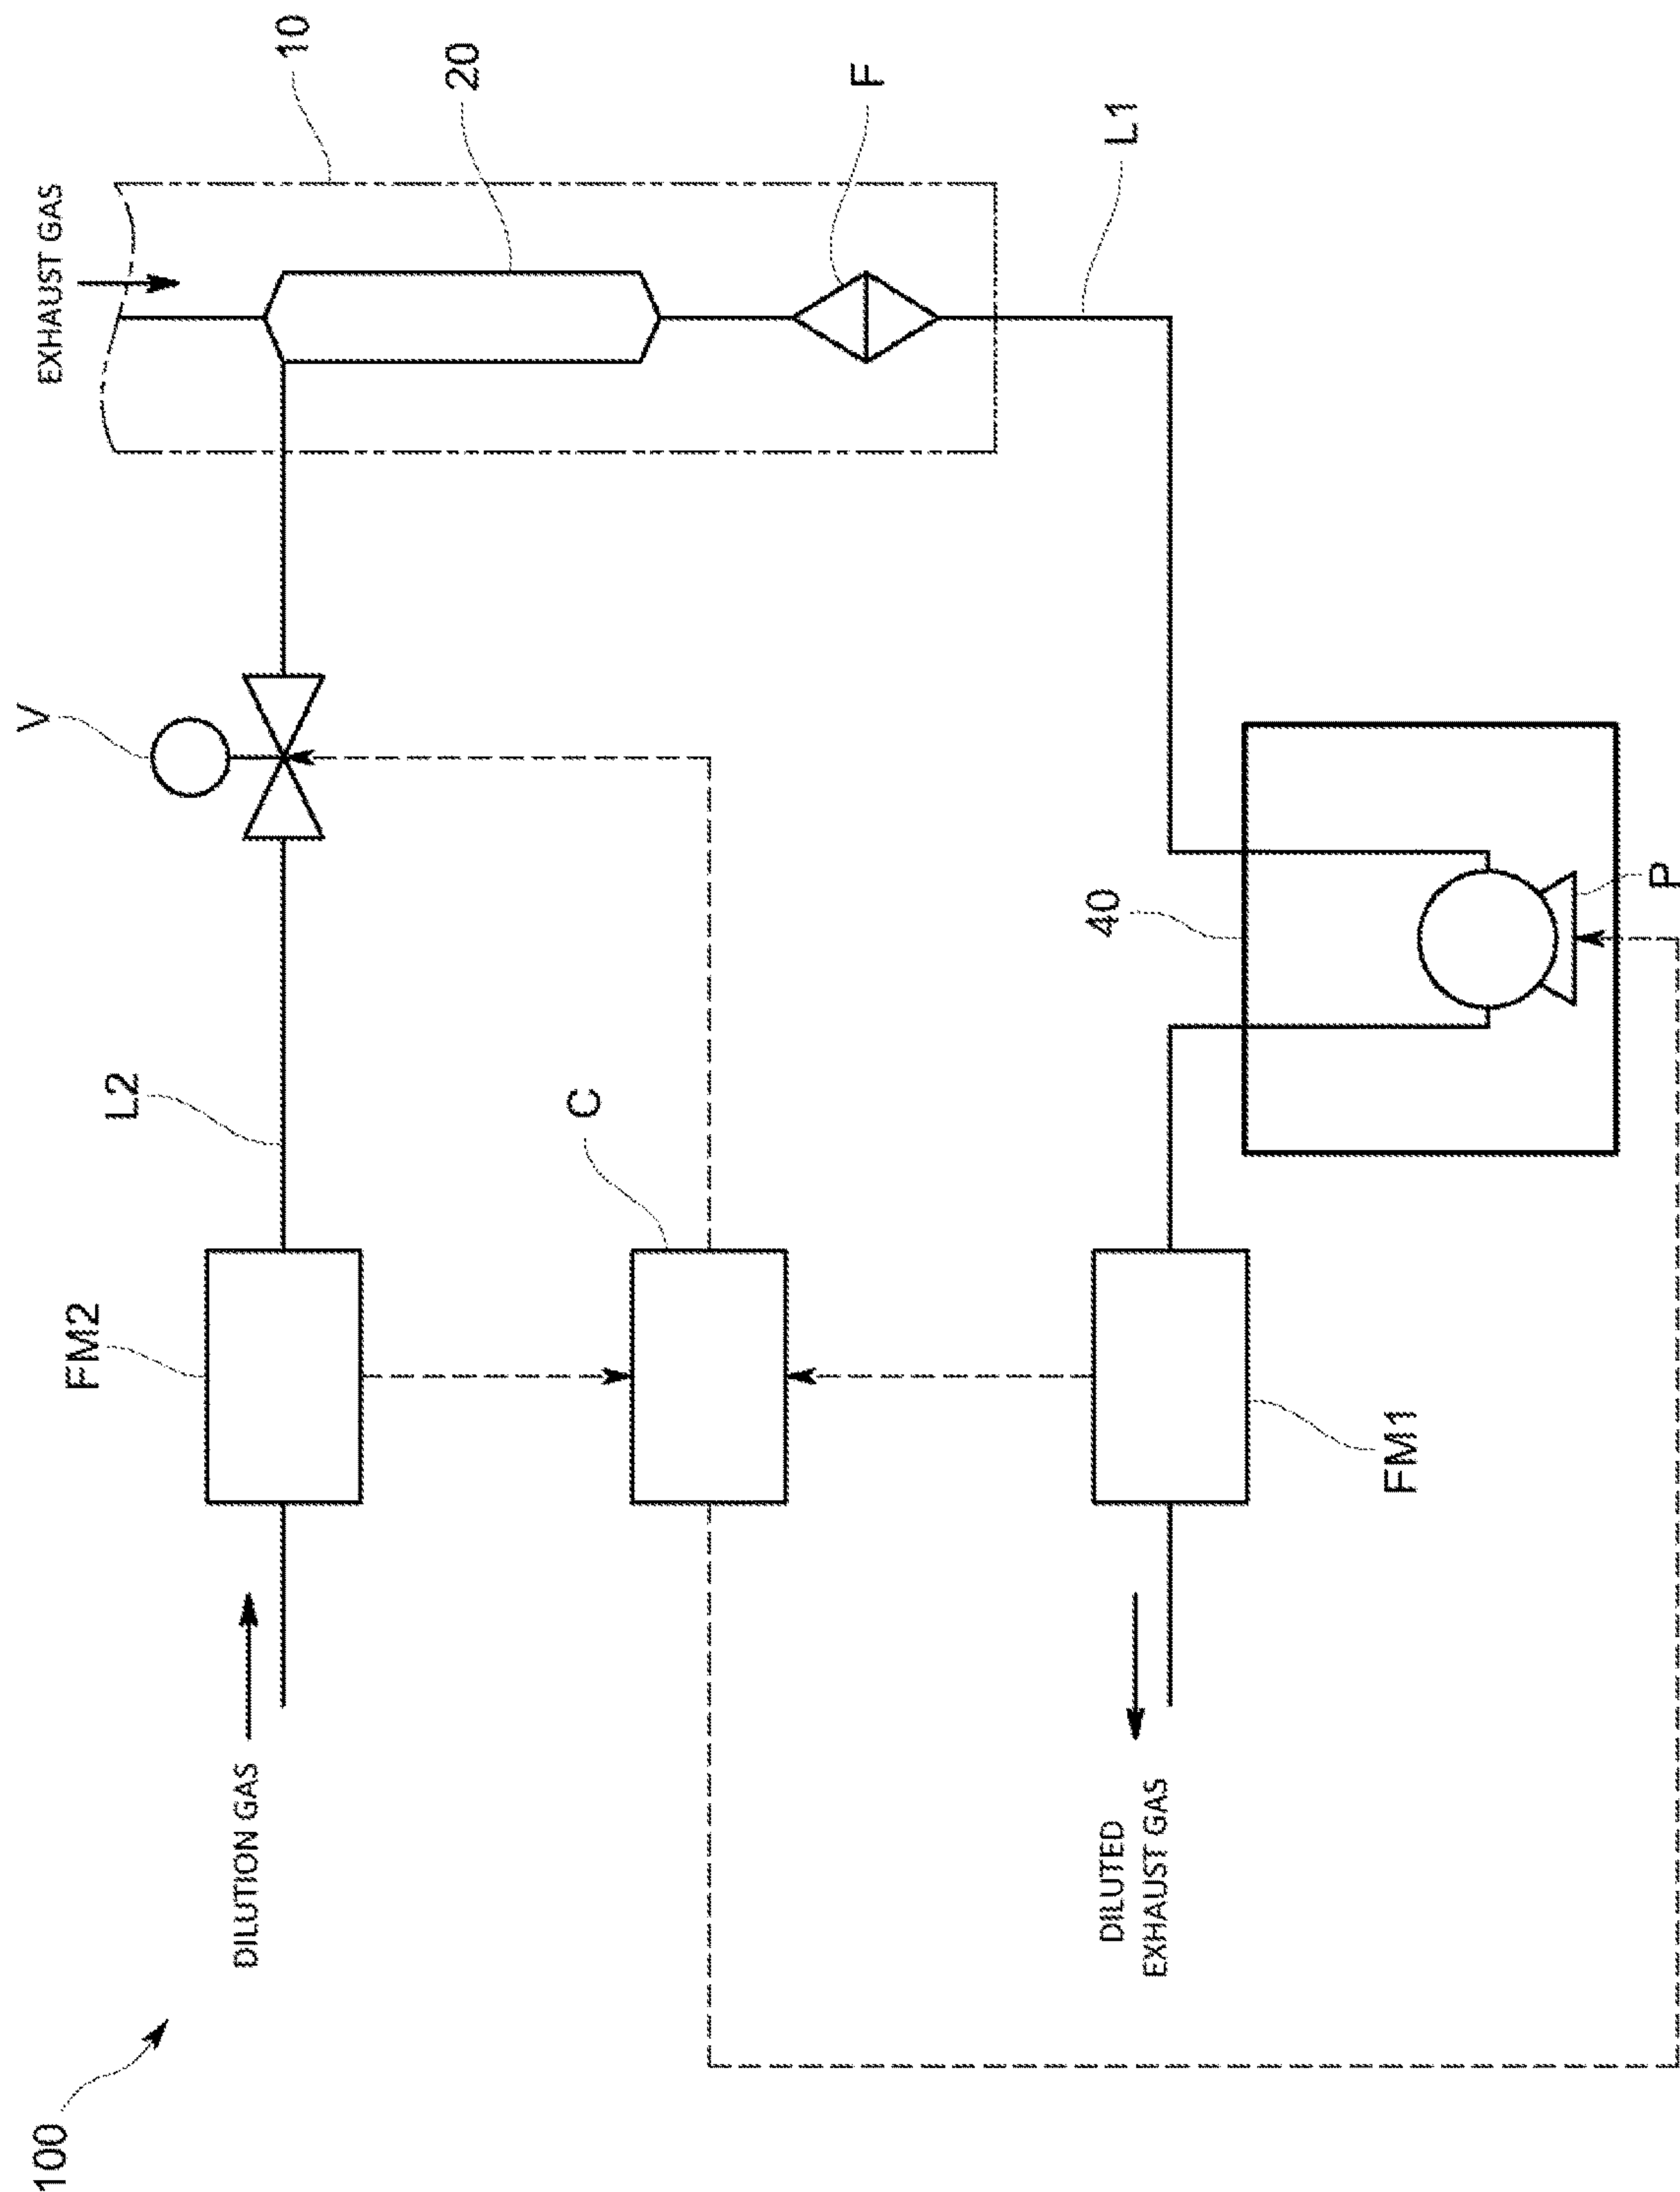 100
DILUTION GAS
FM2
L2
V
EXHAUST GAS
10
20
F
L1
C
40
P
FM1
DILUTED
EXHAUST GAS